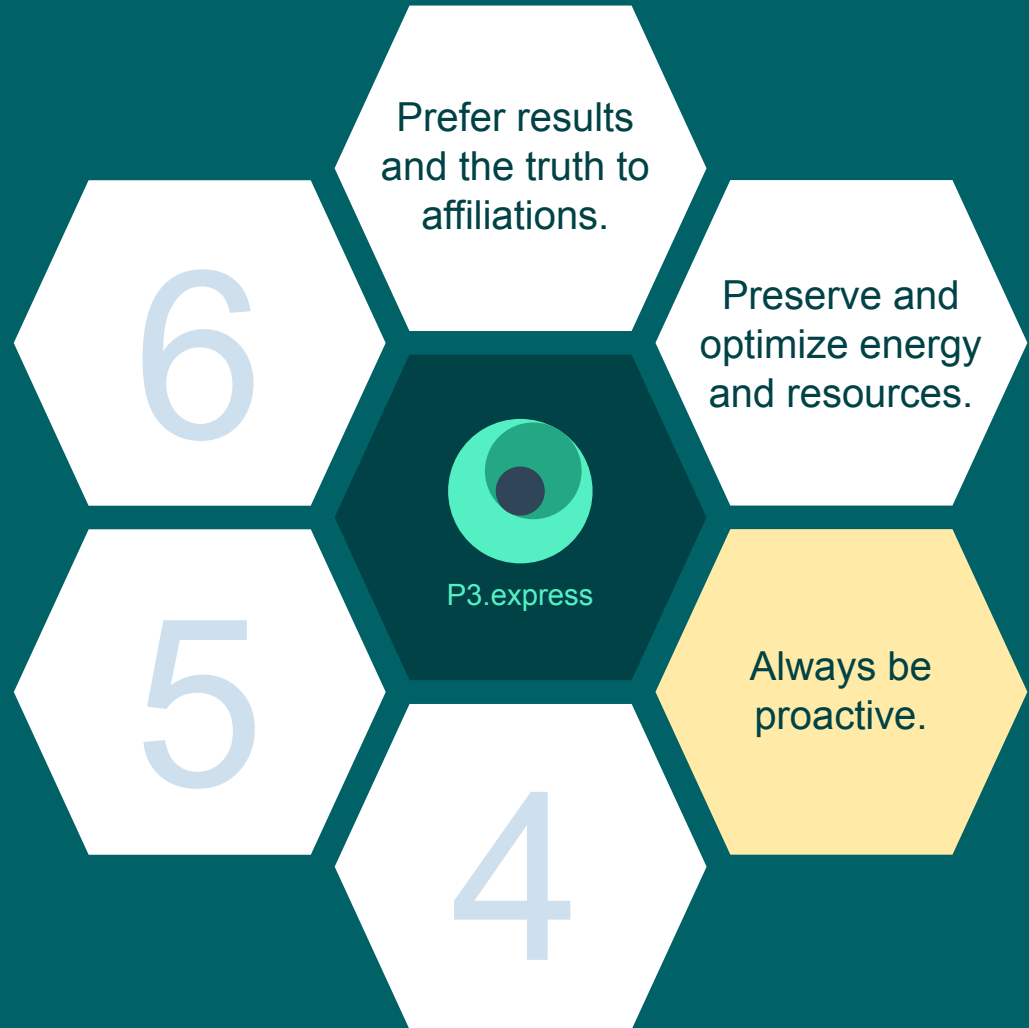 Prefer results
and the truth to
affiliations.
Preserve and
optimize energy
and resources.
Always be
proactive.
4
5
6
P3.express